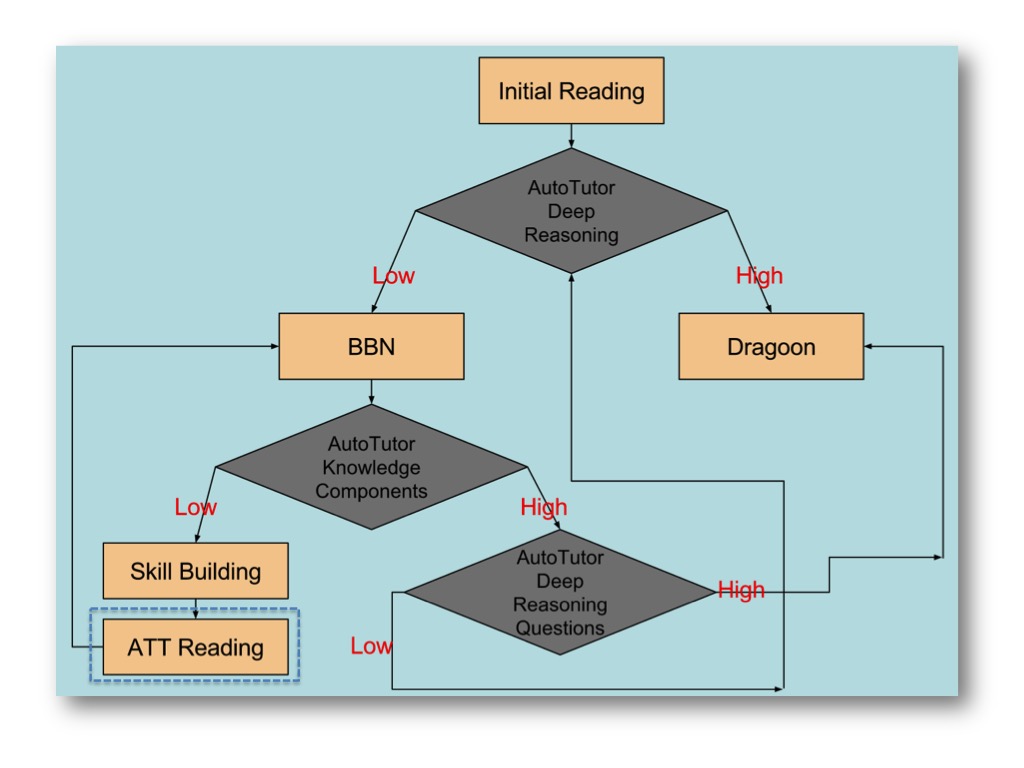 Initial Reading
AutoTutor
Deep
Reasoning
Low
High
BBN
Dragoon
AutoTutor
Knowledge
Components
Low
High
Skill Building
AutoTutor
Deep
Reasoning
Questions
High
ATT Reading
Low